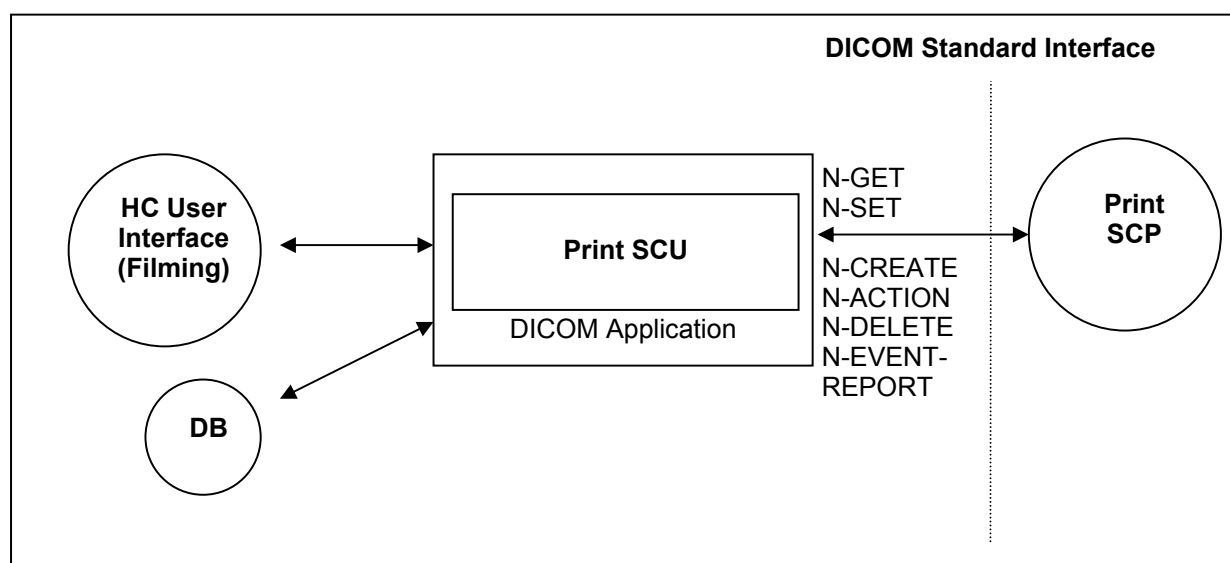 DICOM Standard Interface
HC User
Interface
(Filming)
DB
Print SCU
DICOM Application
N-GET
N-SET
N-CREATE
N-ACTION
N-DELETE
N-EVENT-
REPORT
Print
SCP